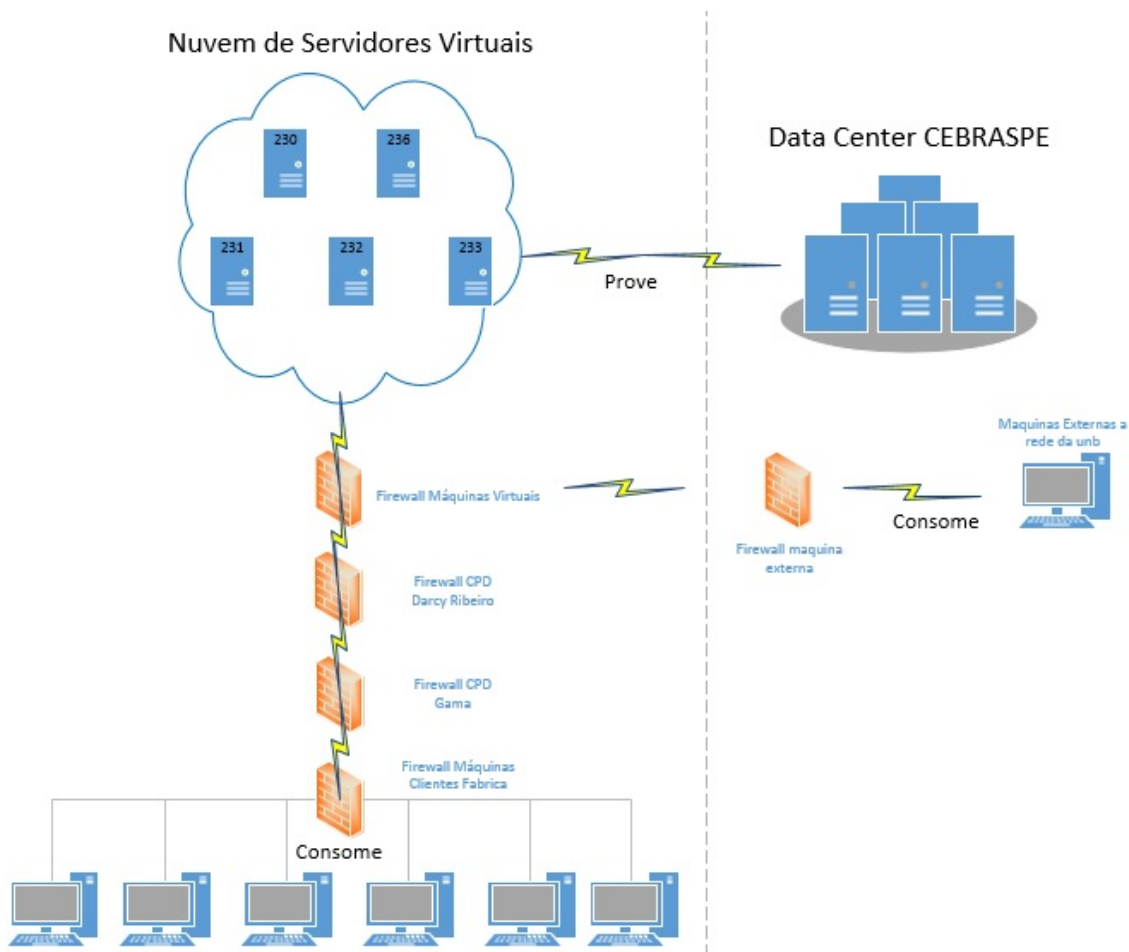 Nuvem de Servidores Virtuais
230
236
231
232
233
Prove
Data Center CEBRASPE
Maquinas Externas a
rede da unb
Firewall Máquinas Virtuais
Consome
Firewall maquina
externa
Firewall CPD
Darcy Ribeiro
Firewall CPD
Gama
Firewall Máquinas
Clientes Fabrica
Consome